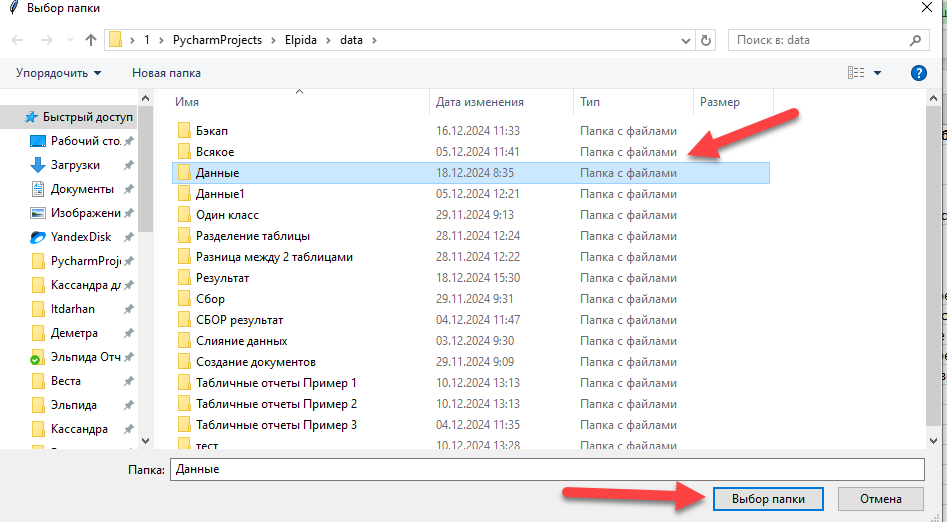 Выбор папки
1 > PycharmProjects > Elpida > data >
Поиск в: data
Упорядочить Новая папка
Имя Дата изменения Тип Размер
Быстрый доступ
Рабочий сто.
Загрузки
Документы
Изображени
YandexDisk
PycharmProj
Кассандра дл
Itdarhan
Деметра
Эльпида Отч
Веста
Эльпида
Кассандра
Бэкап 16.12.2024 11:33 Папка с файлами
Всякое 05.12.2024 11:41 Папка с файлами
Данные 18.12.2024 8:35 Папка с файлами
Данные1 05.12.2024 12:21 Папка с файлами
Один класс 29.11.2024 9:13 Папка с файлами
Разделение таблицы 28.11.2024 12:24 Папка с файлами
Разница между 2 таблицами 28.11.2024 12:22 Папка с файлами
Результат 18.12.2024 15:30 Папка с файлами
Сбор 29.11.2024 9:31 Папка с файлами
СБОР результат 04.12.2024 11:47 Папка с файлами
Слияние данных 03.12.2024 9:30 Папка с файлами
Создание документов 29.11.2024 9:09 Папка с файлами
Табличные отчеты Пример 1 10.12.2024 13:13 Папка с файлами
Табличные отчеты Пример 2 10.12.2024 13:13 Папка с файлами
Табличные отчеты Пример 3 04.12.2024 11:35 Папка с файлами
тест 10.12.2024 13:28 Папка с файлами
Папка: Данные
Выбор папки Отмена